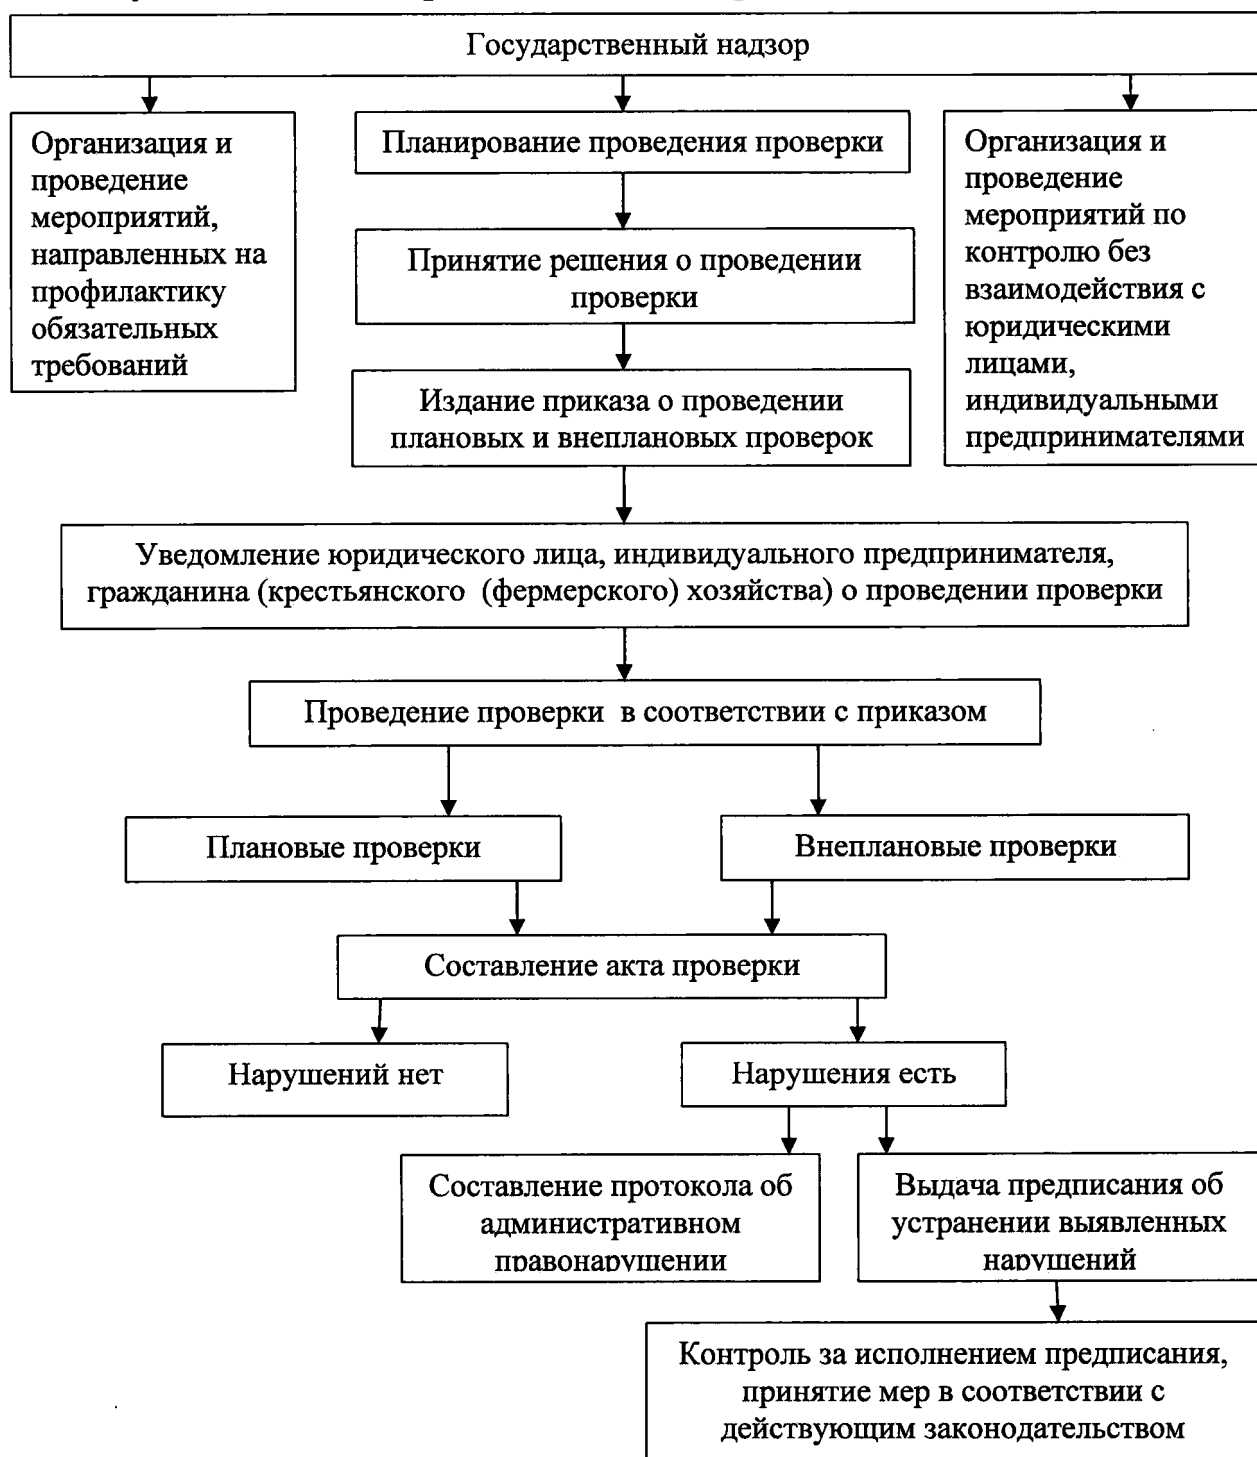 Государственный надзор
Организация и
проведение
мероприятий,
направленных на
профилактику
обязательных
требований
Планирование проведения проверки
Принятие решения о проведении
проверки
Издание приказа о проведении
плановых и внеплановых проверок
Организация и
проведение
мероприятий по
контролю без
взаимодействия с
юридическими
лицами,
индивидуальными
предпринимателями
Уведомление юридического лица, индивидуального предпринимателя,
гражданина (крестьянского (фермерского) хозяйства) о проведении проверки
Проведение проверки в соответствии с приказом
Плановые проверки
Внеплановые проверки
Составление акта проверки
Нарушений нет
Нарушения есть
Составление протокола об
административном
правонарушении
Выдача предписания об
устранении выявленных
нарушений
Контроль за исполнением предписания,
принятие мер в соответствии с
действующим законодательством